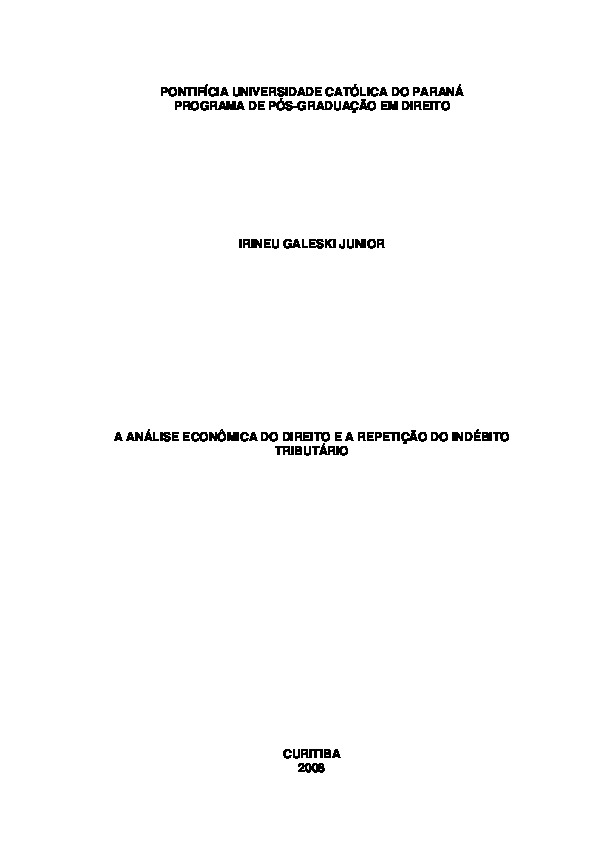 PONTIFÍCIA UNIVERSIDADE CATÓLICA DO PARANÁ
PROGRAMA DE PÓS-GRADUAÇÃO EM DIREITO
IRINEU GALESKI JUNIOR
A ANÁLISE ECONÔMICA DO DIREITO E A REPETIÇÃO DO INDÉBITO
TRIBUTÁRIO
CURITIBA
2008